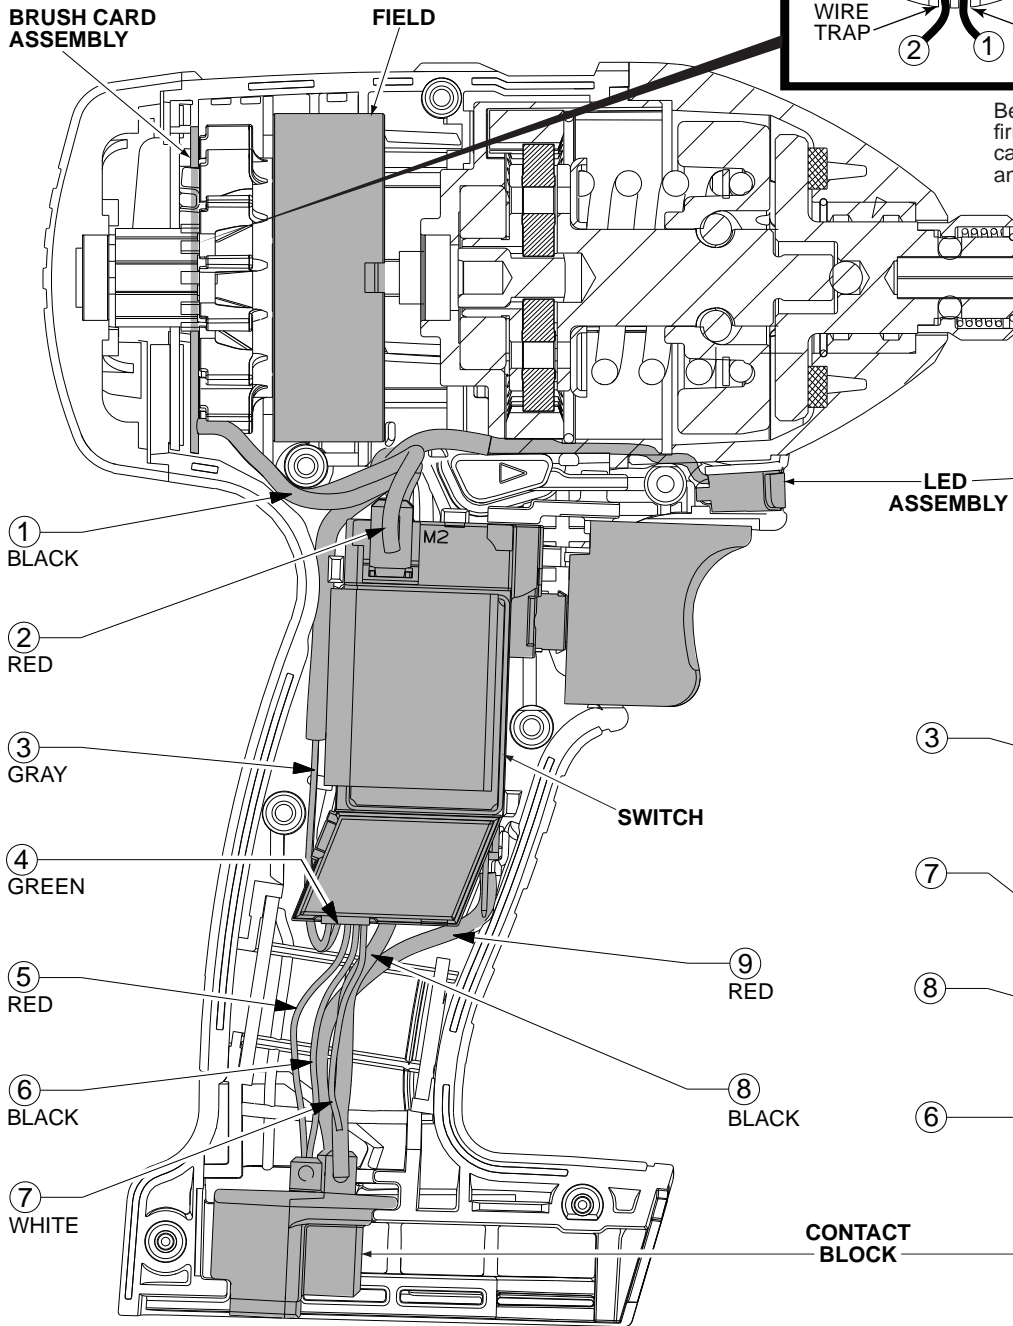 BRUSH CARD
ASSEMBLY
FIELD
WIRE
TRAP
2
1
Be
fir
ca
an
LED
ASSEMBLY
1
BLACK
M2
2
RED
3
GRAY
3
SWITCH
4
GREEN
7
5
RED
9
RED
8
6
BLACK
8
BLACK
6
7
WHITE
CONTACT
BLOCK